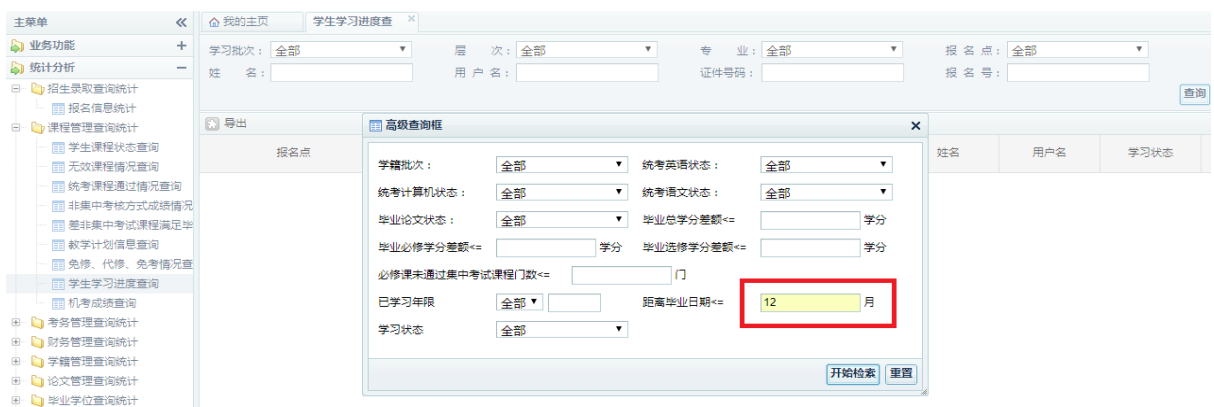 主菜单 «
业务功能 +
统计分析 −
招生录取查询统计
报名信息统计
课程管理查询统计
学生课程状态查询
无效课程情况查询
统考课程通过情况查询
非集中考核方式成绩情况
差非集中考试课程满足毕
教学计划信息查询
免修、代修、免考情况查
学生学习进度查询
机考成绩查询
考务管理查询统计
财务管理查询统计
学籍管理查询统计
论文管理查询统计
毕业学位查询统计
我的主页 学生学习进度查 ×
学习批次： 全部 层 次： 全部 专 业： 全部 报 名 点： 全部
姓 名： 用 户 名： 证件号码： 报 名 号：
查询
导出
报名点 姓名 用户名 学习状态
高级查询框 ×
学籍批次： 全部 统考英语状态： 全部
统考计算机状态： 全部 统考语文状态： 全部
毕业论文状态： 全部 毕业总学分差额<= 学分
毕业必修学分差额<= 学分 毕业选修学分差额<= 学分
必修课未通过集中考试课程门数<= 门
已学习年限 全部 距离毕业日期<= 12 月
学习状态 全部
开始检索 重置